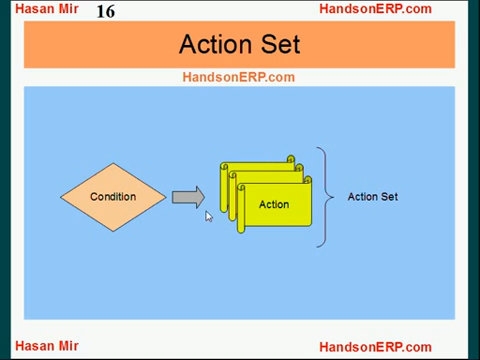 Hasan Mir 16 HandsonERP.com
Action Set
HandsonERP.com
Condition
Action
Action Set
Hasan Mir HandsonERP.com